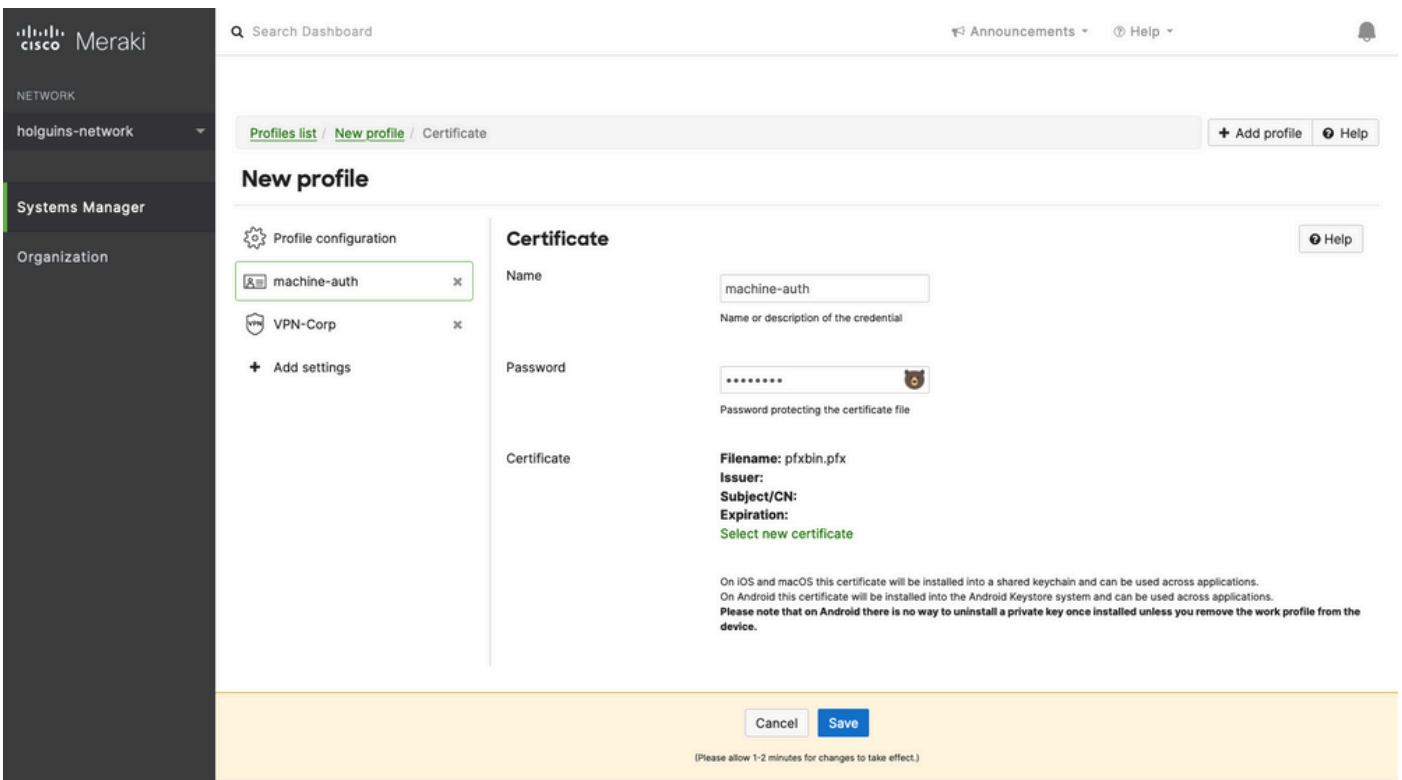 cisco Meraki
Search Dashboard
Announcements
Help
NETWORK
holguins-network
Systems Manager
Organization
Profiles list / New profile / Certificate
Add profile
Help
New profile
Profile configuration
machine-auth
VPN VPN-Corp
Add settings
Certificate
Help
Name
machine-auth
Name or description of the credential
Password
••••••••
Password protecting the certificate file
Certificate
Filename: pfxbin.pfx
Issuer:
Subject/CN:
Expiration:
Select new certificate
On iOS and macOS this certificate will be installed into a shared keychain and can be used across applications.
On Android this certificate will be installed into the Android Keystore system and can be used across applications.
Please note that on Android there is no way to uninstall a private key once installed unless you remove the work profile from the
device.
Cancel
Save
(Please allow 1-2 minutes for changes to take effect.)